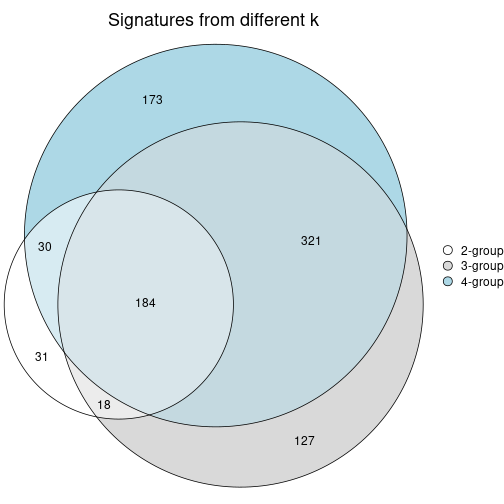 Signatures from different k
173
30
321
2-group
3-group
4-group
184
31
18
127